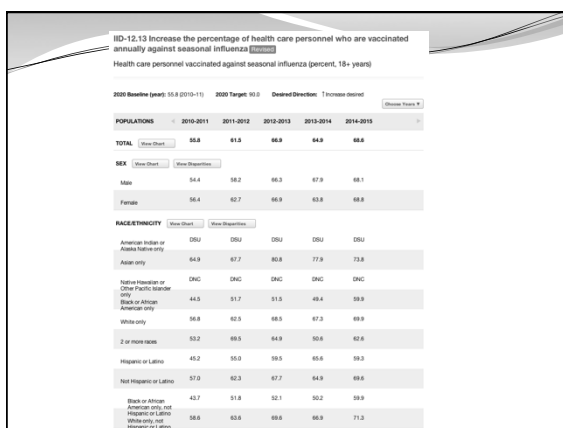 IID-12.13 Increase the percentage of health care personnel who are vaccinated
annually against seasonal influenza Revised
Health care personnel vaccinated against seasonal influenza (percent, 18+ years)
2020 Baseline (year): 55.8 (2010–11) 2020 Target: 90.0 Desired Direction: ↑ Increase desired
Choose Years ▼
POPULATIONS 2010-2011 2011-2012 2012-2013 2013-2014 2014-2015
TOTAL View Chart 55.8 61.5 66.9 64.9 68.6
SEX View Chart View Disparities
Male 54.4 58.2 66.3 67.9 68.1
Female 56.4 62.7 66.9 63.8 68.8
RACE/ETHNICITY View Chart View Disparities
American Indian or DSU DSU DSU DSU DSU
Alaska Native only
Asian only 64.9 67.7 80.8 77.9 73.8
Native Hawaiian or DNC DNC DNC DNC DNC
Other Pacific Islander
only
Black or African 44.5 51.7 51.5 49.4 59.9
American only
White only 56.8 62.5 68.5 67.3 69.9
2 or more races 53.2 69.5 64.9 50.6 62.6
Hispanic or Latino 45.2 55.0 59.5 65.6 59.3
Not Hispanic or Latino 57.0 62.3 67.7 64.9 69.6
Black or African 43.7 51.8 52.1 50.2 59.9
American only, not
Hispanic or Latino
White only, not 58.6 63.6 69.6 66.9 71.3
Hispanic or Latino